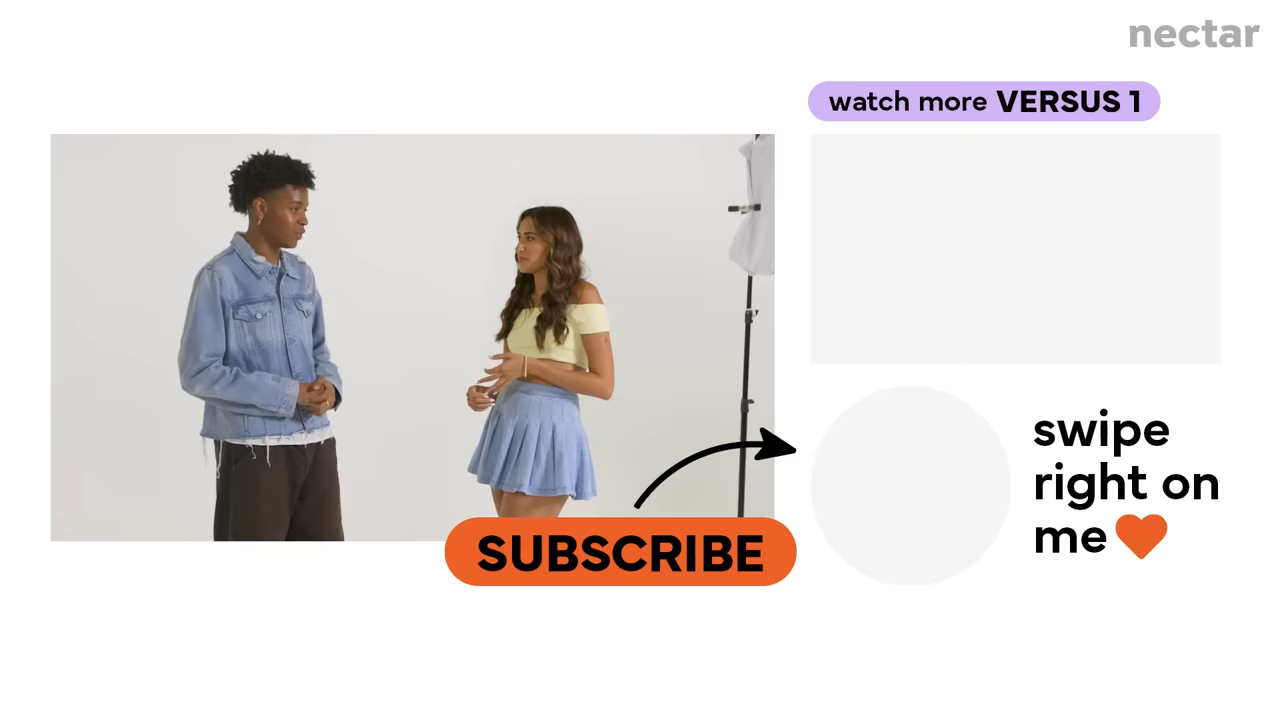 nectar
watch more VERSUS 1
swipe
right on
me
SUBSCRIBE